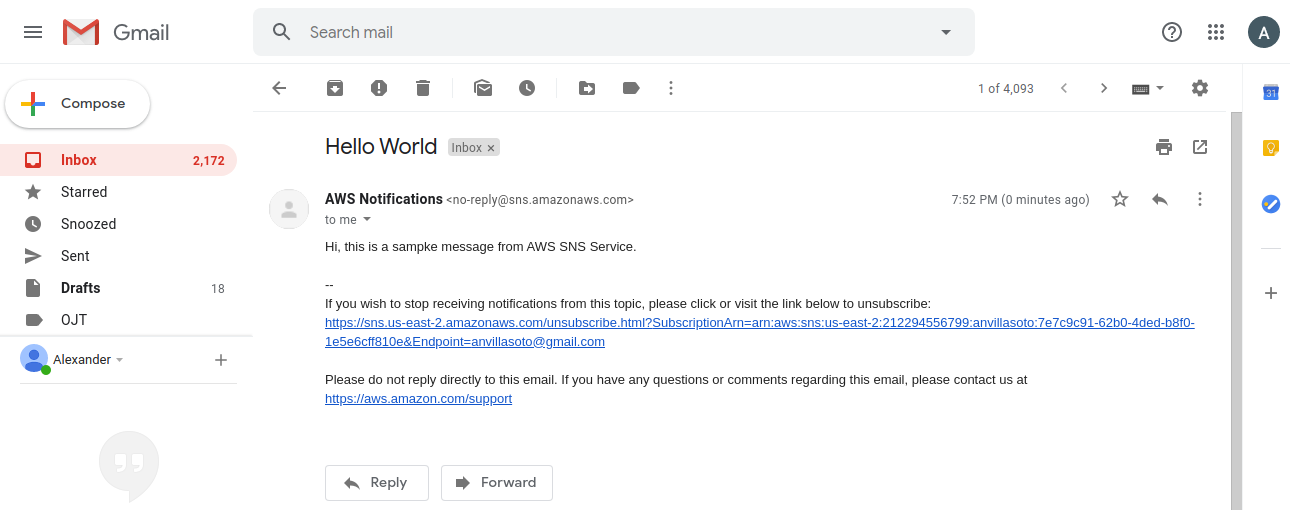 Gmail
Search mail
A
Compose
1 of 4,093
31
Inbox 2,172
Starred
Snoozed
Sent
Drafts 18
OJT
Alexander
Hello World Inbox ×
AWS Notifications <no-reply@sns.amazonaws.com> 7:52 PM (0 minutes ago)
to me
Hi, this is a sampke message from AWS SNS Service.
--
If you wish to stop receiving notifications from this topic, please click or visit the link below to unsubscribe:
https://sns.us-east-2.amazonaws.com/unsubscribe.html?SubscriptionArn=arn:aws:sns:us-east-2:212294556799:anvillasoto:7e7c9c91-62b0-4ded-b8f0-
1e5e6cff810e&Endpoint=anvillasoto@gmail.com
Please do not reply directly to this email. If you have any questions or comments regarding this email, please contact us at
https://aws.amazon.com/support
Reply Forward